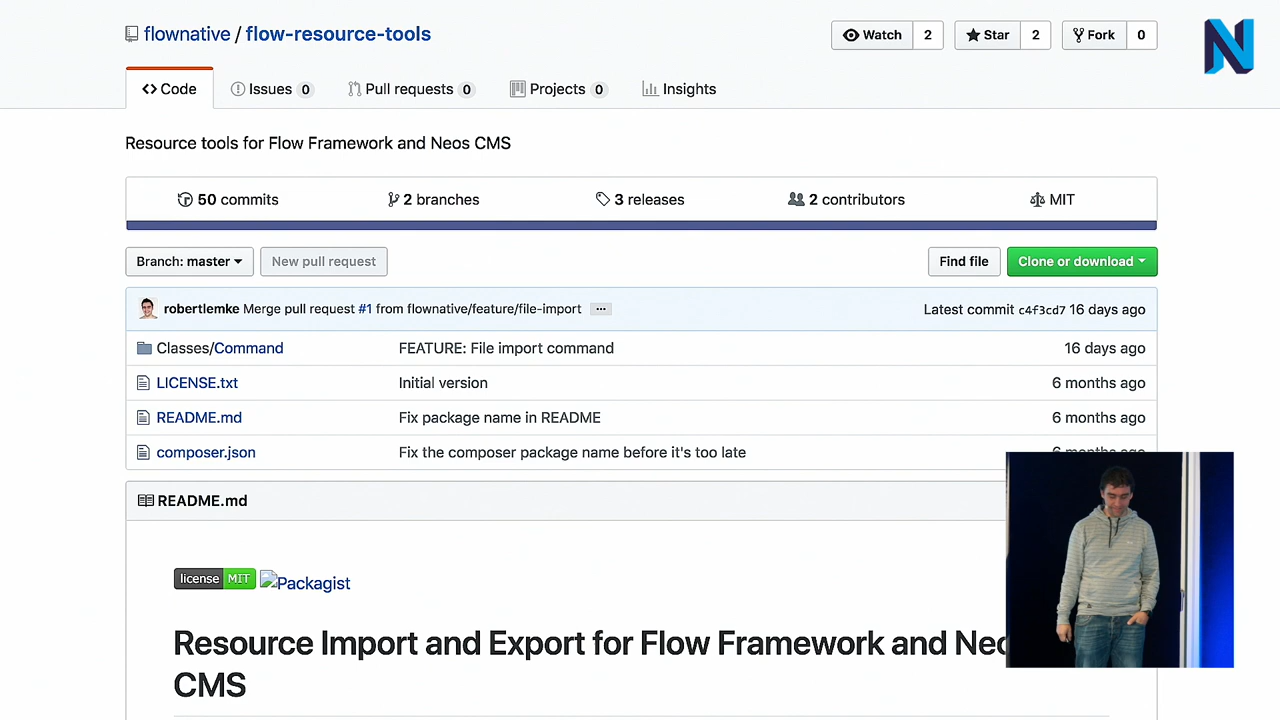 flownative / flow-resource-tools
Watch 2
Star 2
Fork 0
Code
Issues 0
Pull requests 0
Projects 0
Insights
Resource tools for Flow Framework and Neos CMS
50 commits
2 branches
3 releases
2 contributors
MIT
Branch: master
New pull request
Find file
Clone or download
robertlemke Merge pull request #1 from flownative/feature/file-import ...
Latest commit c4f3cd7 16 days ago
Classes/Command FEATURE: File import command 16 days ago
LICENSE.txt Initial version 6 months ago
README.md Fix package name in README 6 months ago
composer.json Fix the composer package name before it's too late 6 months ago
README.md
license MIT Packagist
Resource Import and Export for Flow Framework and Neo
CMS